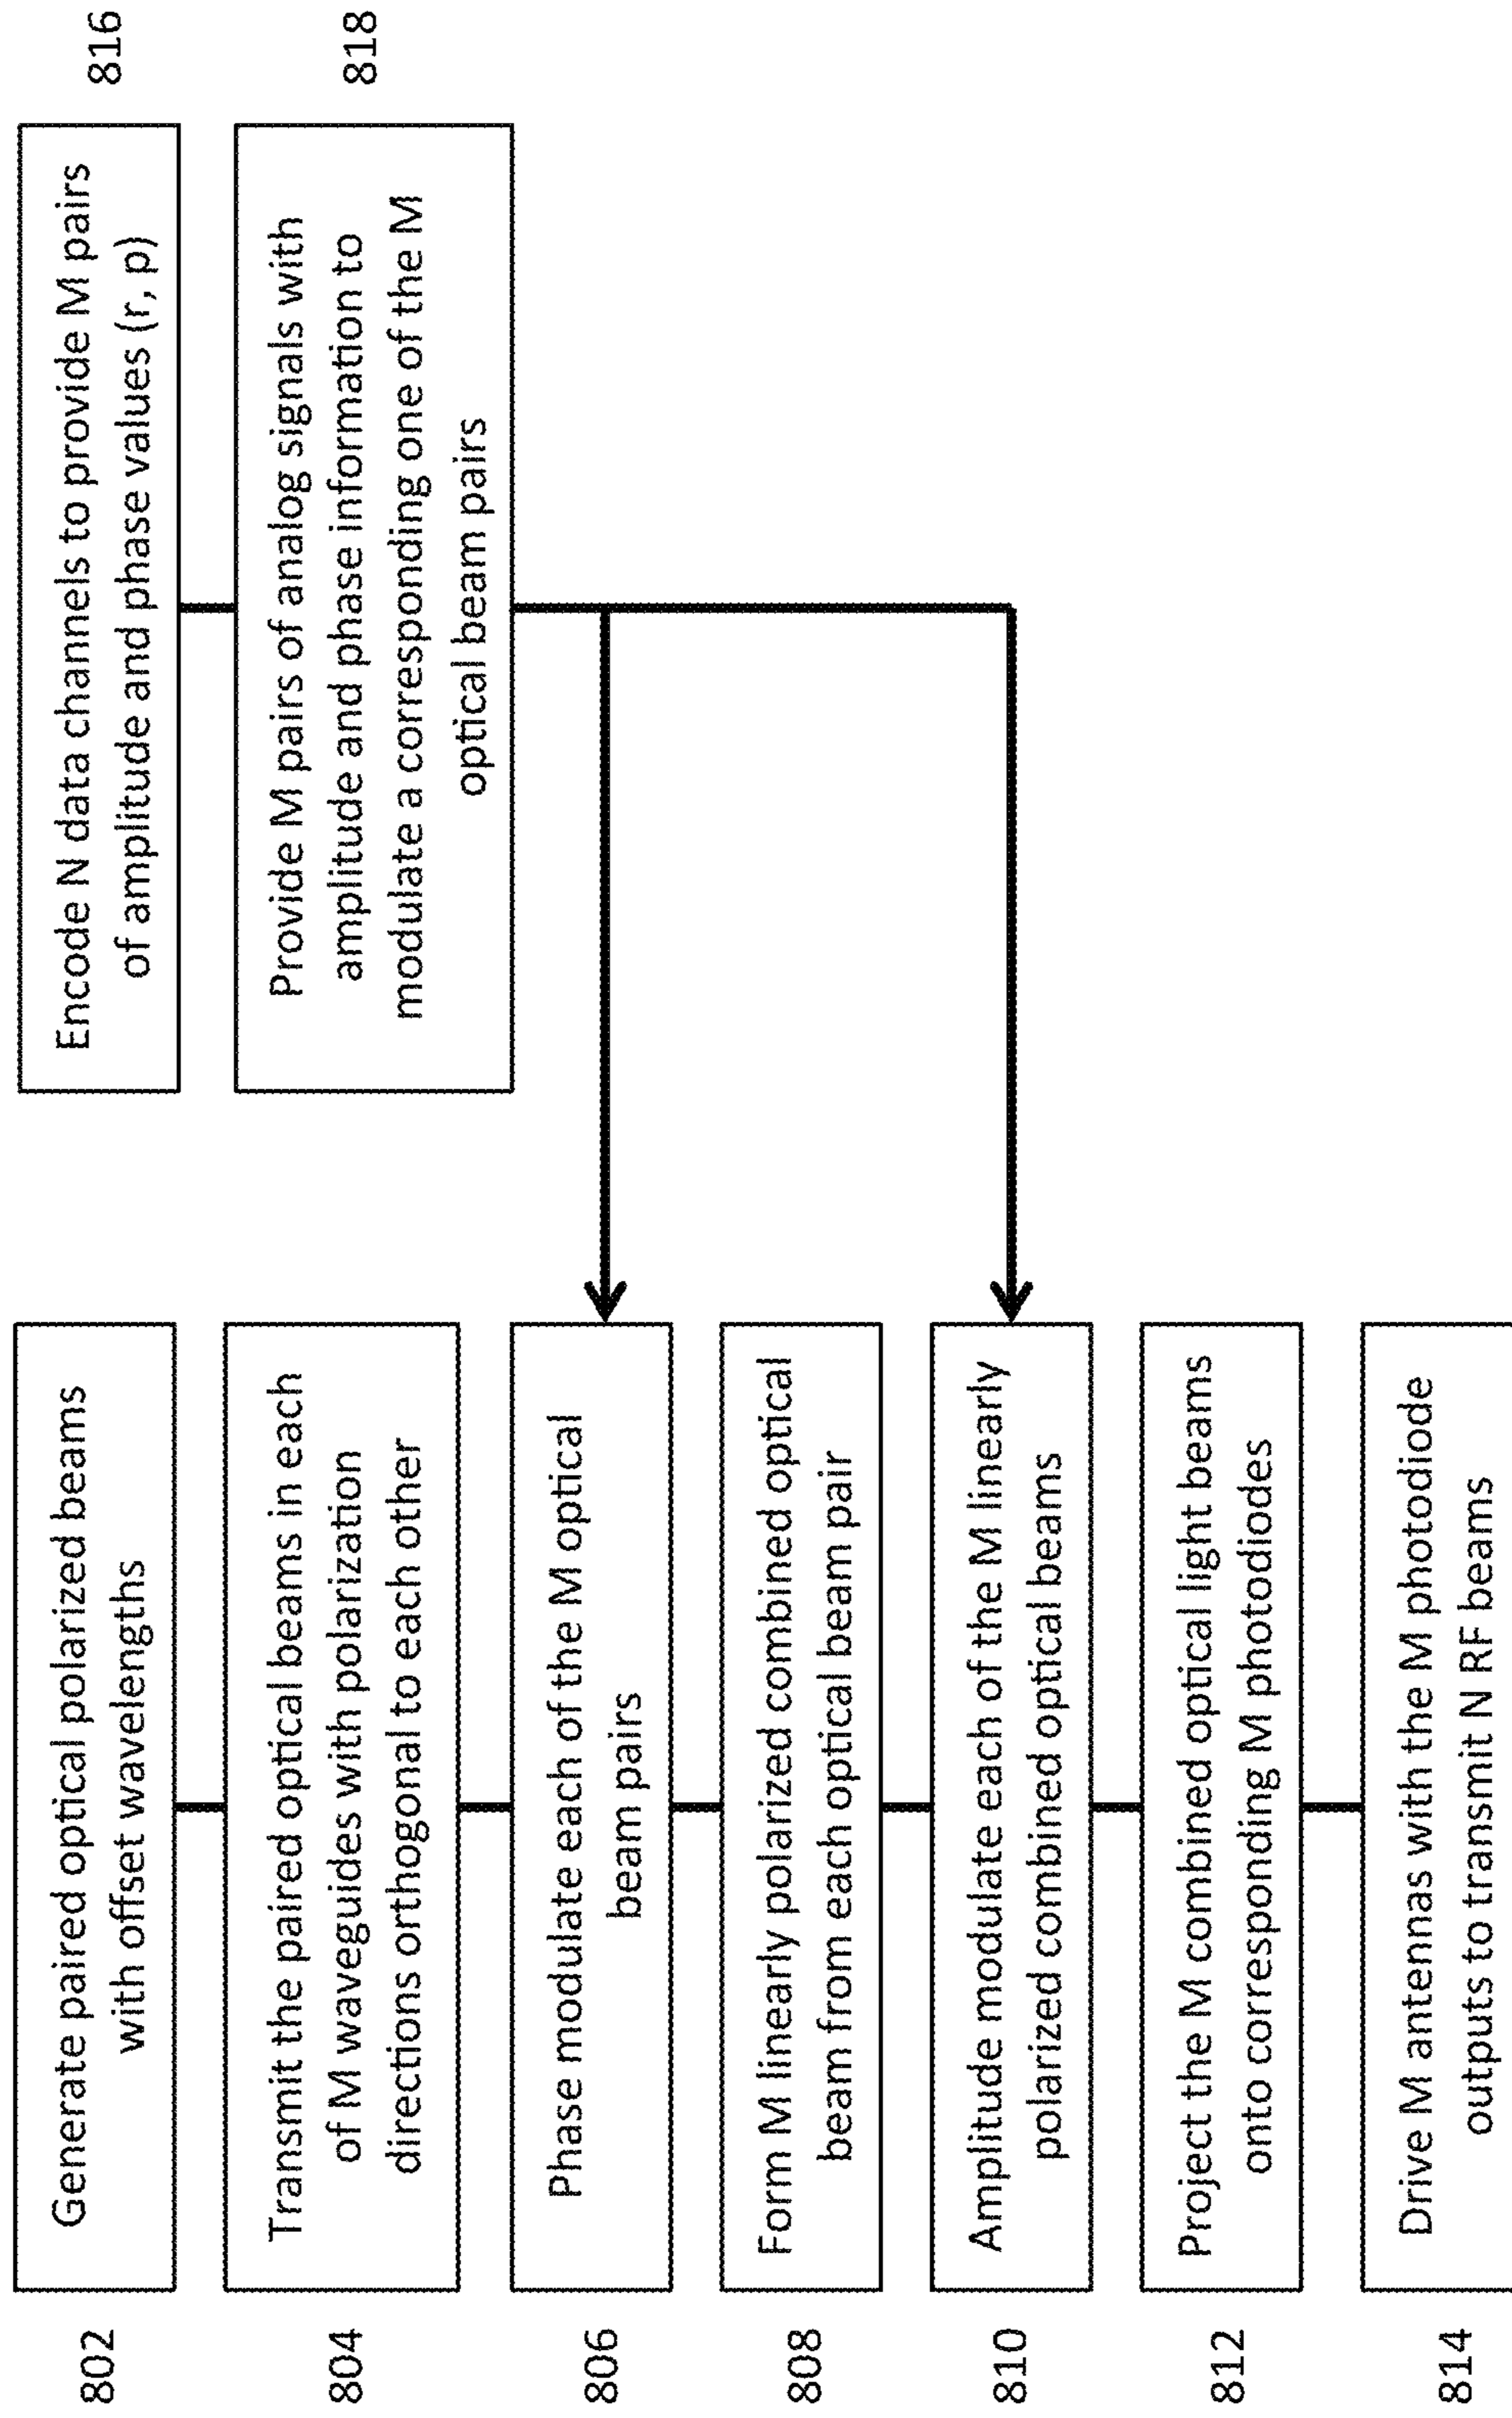 802
Generate paired optical polarized beams
with offset wavelengths
804
Transmit the paired optical beams in each
of M waveguides with polarization
directions orthogonal to each other
806
Phase modulate each of the M optical
beam pairs
808
Form M linearly polarized combined optical
beam from each optical beam pair
810
Amplitude modulate each of the M linearly
polarized combined optical beams
812
Project the M combined optical light beams
onto corresponding M photodiodes
814
Drive M antennas with the M photodiode
outputs to transmit N RF beams
Encode N data channels to provide M pairs
of amplitude and phase values (r, p)
816
Provide M pairs of analog signals with
amplitude and phase information to
modulate a corresponding one of the M
optical beam pairs
818